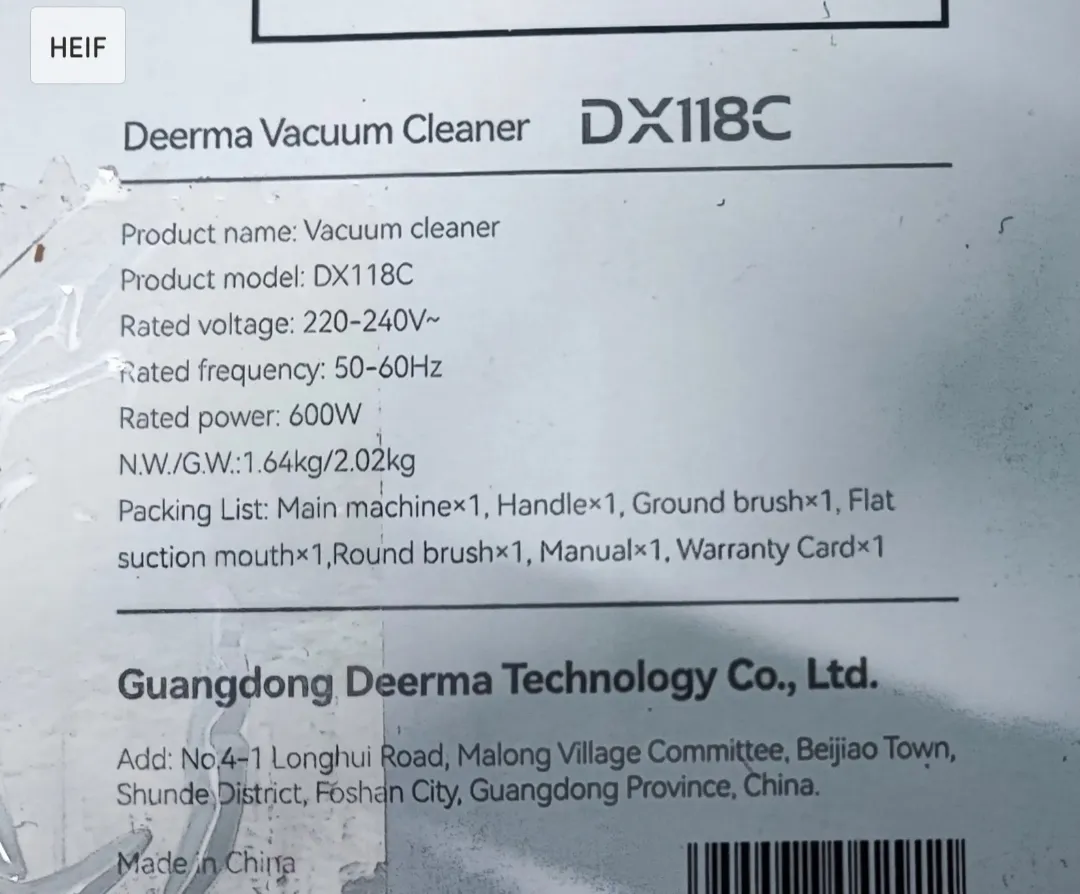 HEIF
Deerma Vacuum Cleaner DX118C
Product name: Vacuum cleaner
Product model: DX118C
Rated voltage: 220-240V~
Rated frequency: 50-60Hz
Rated power: 600W
N.W./G.W.:1.64kg/2.02kg
Packing List: Main machine×1, Handle×1, Ground brush×1, Flat
suction mouth×1,Round brush×1, Manual×1, Warranty Card×1
Guangdong Deerma Technology Co., Ltd.
Add: No.4-1 Longhui Road, Malong Village Committee, Beijiao Town,
Shunde District, Foshan City, Guangdong Province, China.
Made in China